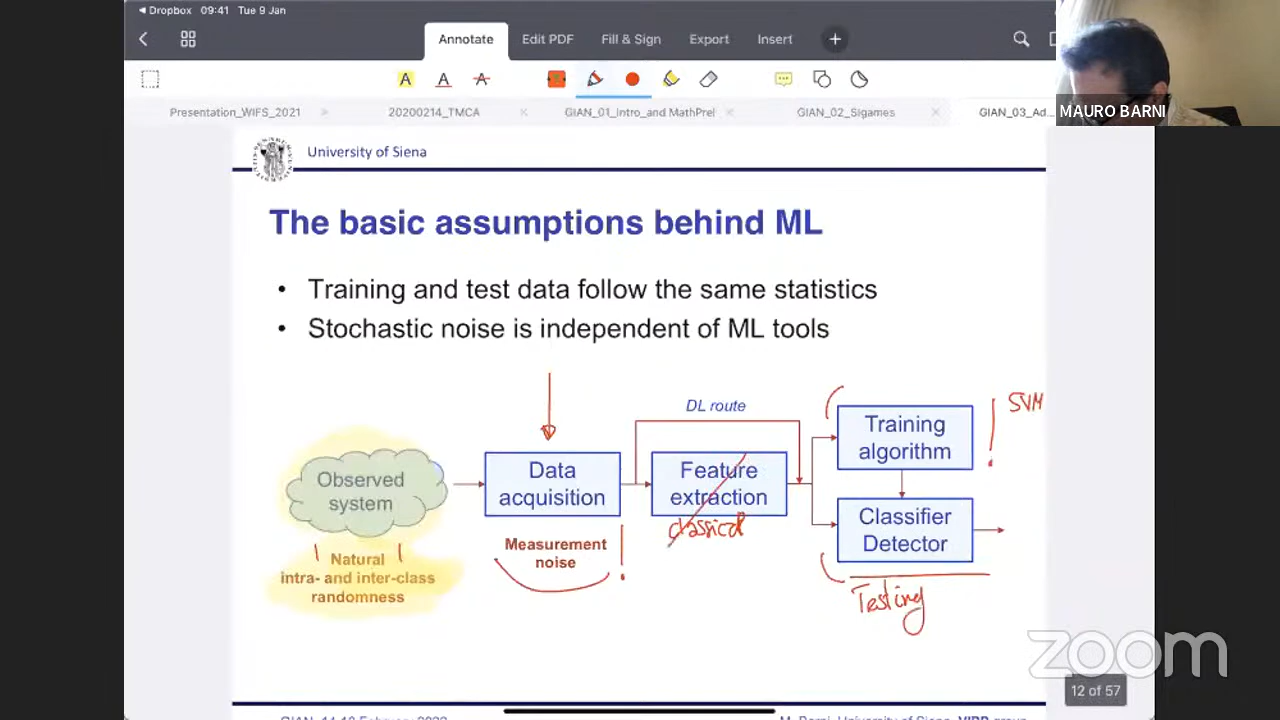 Dropbox 09:41 Tue 9 Jan
Annotate Edit PDF Fill & Sign Export Insert
Presentation_WIFS_2021 20200214_TMCA GIAN_01_Intro_and MathPrel GIAN_02_Sigames GIAN_03_Ad...
MAURO BARNI
University of Siena
The basic assumptions behind ML
• Training and test data follow the same statistics
• Stochastic noise is independent of ML tools
DL route
SVM
Training
algorithm
Observed
system
Data
acquisition
Feature
extraction
classical
Classifier
Detector
Measurement
noise
Natural
intra- and inter-class
randomness
Testing
zoom
12 of 57